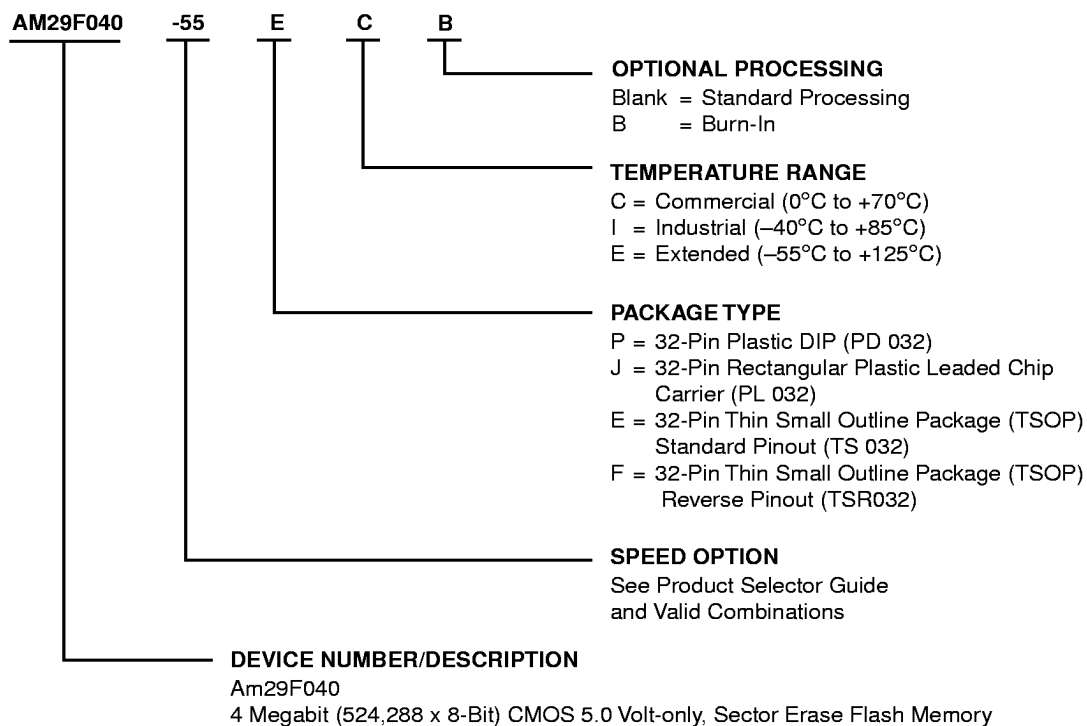 AM29F040 -55 E C B
OPTIONAL PROCESSING
Blank = Standard Processing
B = Burn-In
TEMPERATURE RANGE
C = Commercial (0°C to +70°C)
I = Industrial (–40°C to +85°C)
E = Extended (–55°C to +125°C)
PACKAGE TYPE
P = 32-Pin Plastic DIP (PD 032)
J = 32-Pin Rectangular Plastic Leaded Chip
Carrier (PL 032)
E = 32-Pin Thin Small Outline Package (TSOP)
Standard Pinout (TS 032)
F = 32-Pin Thin Small Outline Package (TSOP)
Reverse Pinout (TSR032)
SPEED OPTION
See Product Selector Guide
and Valid Combinations
DEVICE NUMBER/DESCRIPTION
Am29F040
4 Megabit (524,288 x 8-Bit) CMOS 5.0 Volt-only, Sector Erase Flash Memory